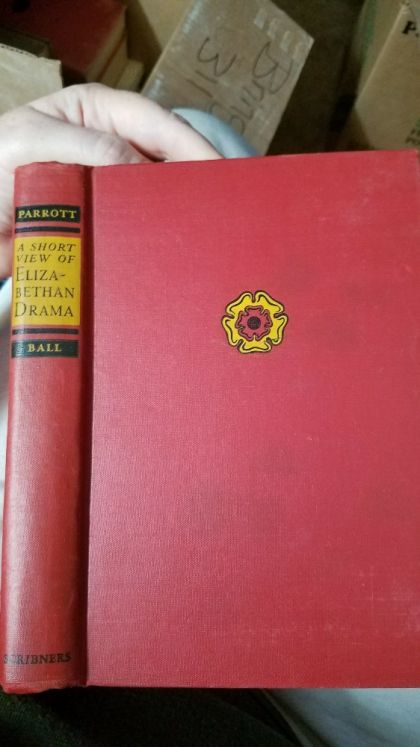 PARROTT
A SHORT
VIEW OF
ELIZA-
BETHAN
DRAMA
& BALL
SCRIBNERS